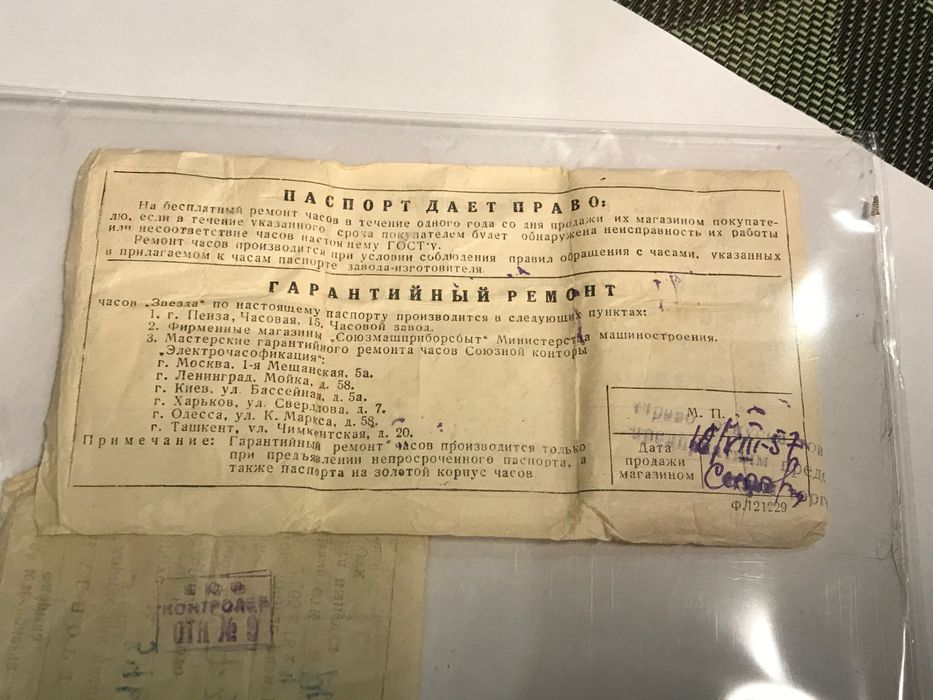 ПАСПОРТ ДАЕТ ПРАВО:
На бесплатный ремонт часов в течение одного года со дня продажи их магазином покупате-
лю, если в течение указанного срока покупателем будет обнаружена неисправность их работы
или несоответствие часов настоящему ГОСТ'у.
Ремонт часов производится при условии соблюдения правил обращения с часами, указанных
в прилагаемом к часам паспорте завода-изготовителя.
ГАРАНТИЙНЫЙ РЕМОНТ
часов „Звезда" по настоящему паспорту производится в следующих пунктах:
1. г. Пенза, Часовая, 15, Часовой завод.
2. Фирменные магазины „Союзмашприборсбыт" Министерства машиностроения.
3. Мастерские гарантийного ремонта часов Союзной конторы
„Электрочасофикация":
г. Москва, 1-я Мещанская, 5а.
г. Ленинград, Мойка, д. 58.
г. Киев, ул. Бассейная, д. 5а.
г. Харьков, ул. Свердлова, д. 7.
г. Одесса, ул. К. Маркса, д. 58.
г. Ташкент, ул. Чимкентская, д. 20.
Примечание: Гарантийный ремонт часов производится только
при предъявлении непросроченного паспорта, а
также паспорта на золотой корпус часов.
М. П.
Дата
продажи
магазином
VIII-57
ФЛ21229
КОНТРОЛЕР